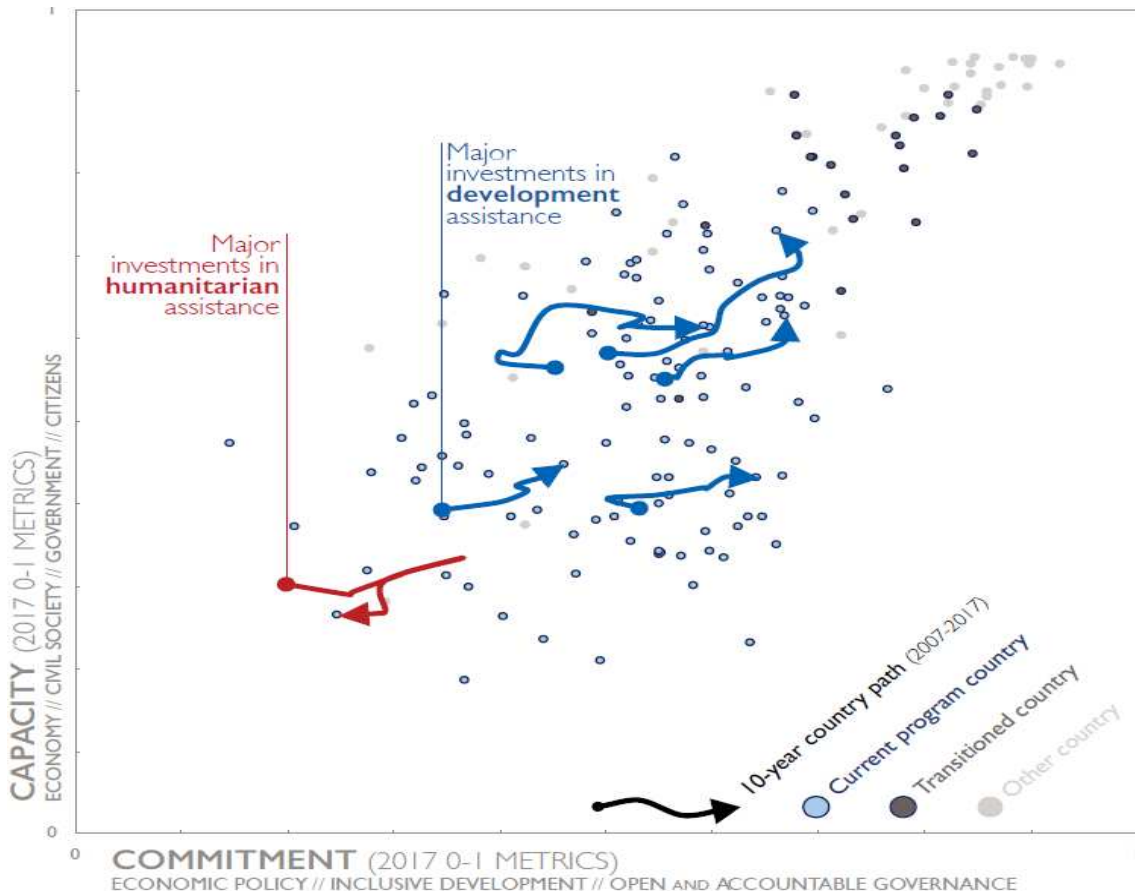 1
Major
investments in
development
assistance
Major
investments in
humanitarian
assistance
CAPACITY (2017 0-1 METRICS)
ECONOMY // CIVIL SOCIETY // GOVERNMENT // CITIZENS
10-year country path (2007-2017)
Current program country
Transitioned country
Other country
0
0
COMMITMENT (2017 0-1 METRICS)
ECONOMIC POLICY // INCLUSIVE DEVELOPMENT // OPEN AND ACCOUNTABLE GOVERNANCE